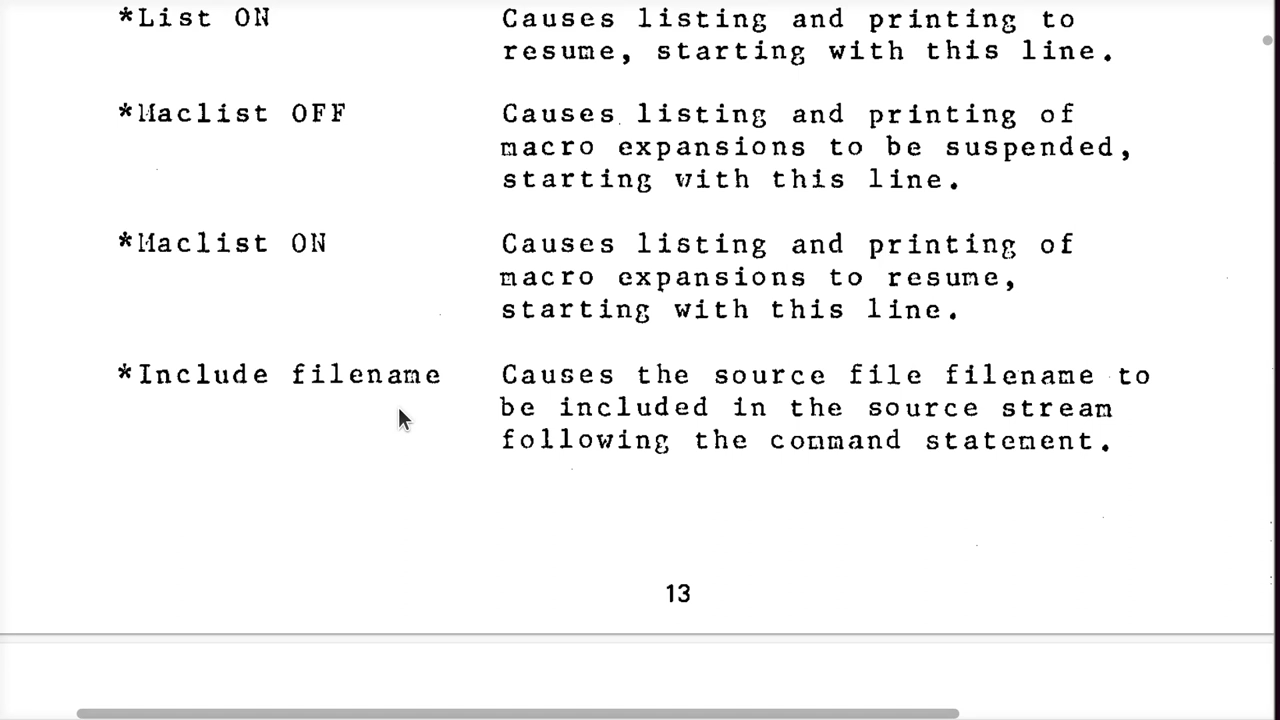 *List ON Causes listing and printing to
resume, starting with this line.
*Maclist OFF Causes listing and printing of
macro expansions to be suspended,
starting with this line.
*Maclist ON Causes listing and printing of
macro expansions to resume,
starting with this line.
*Include filename Causes the source file filename to
be included in the source stream
following the command statement.
13